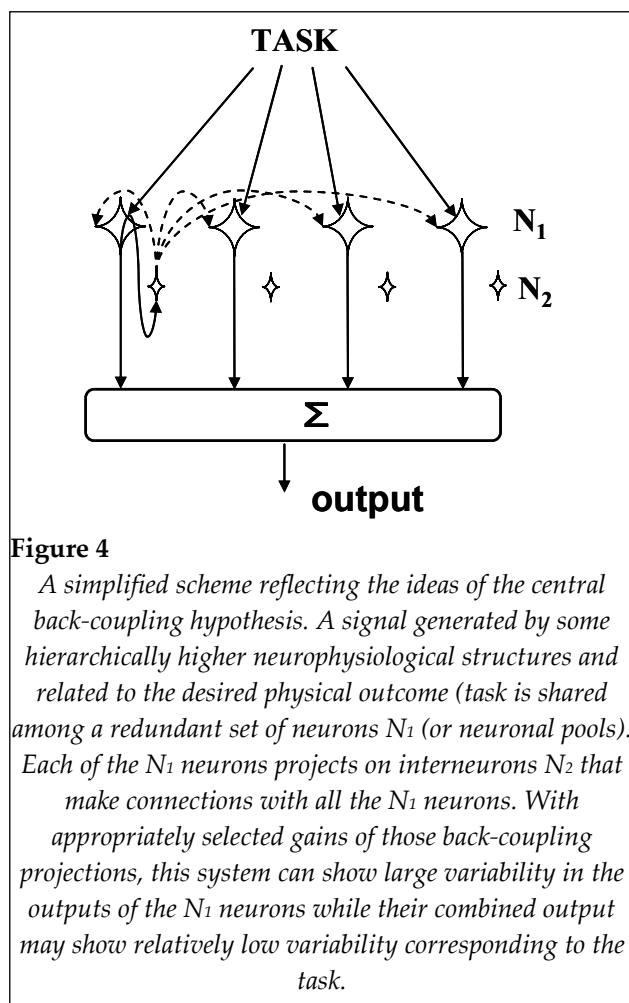 TASK
N₁
N₂
Σ
output
Figure 4
A simplified scheme reflecting the ideas of the central
back-coupling hypothesis. A signal generated by some
hierarchically higher neurophysiological structures and
related to the desired physical outcome (task is shared
among a redundant set of neurons N₁ (or neuronal pools).
Each of the N₁ neurons projects on interneurons N₂ that
make connections with all the N₁ neurons. With
appropriately selected gains of those back-coupling
projections, this system can show large variability in the
outputs of the N₁ neurons while their combined output
may show relatively low variability corresponding to the
task.